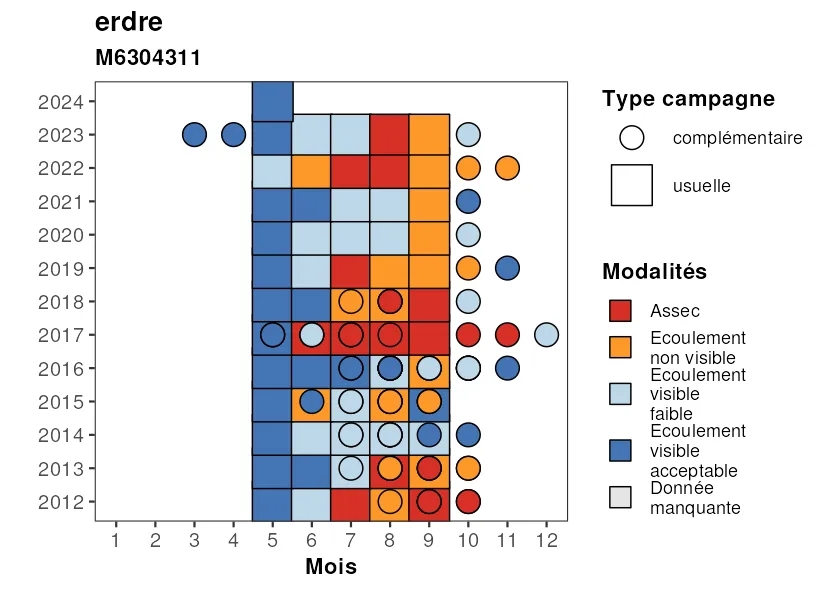 erdre
M6304311
2024
2023
2022
2021
2020
2019
2018
2017
2016
2015
2014
2013
2012
1 2 3 4 5 6 7 8 9 10 11 12
Mois
Type campagne
complémentaire
usuelle
Modalités
Assec
Ecoulement
non visible
Ecoulement
visible
faible
Ecoulement
visible
acceptable
Donnée
manquante